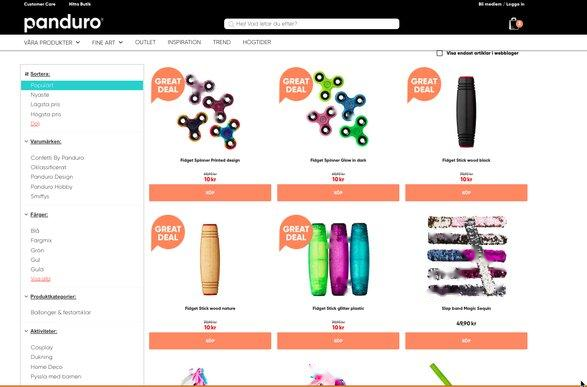 Customer Care Hitta Butik Bli medlem / Logga in
panduro
Hej! Vad letar du efter?
VÅRA PRODUKTER FINE ART OUTLET INSPIRATION TREND HÖGTIDER
Visa endast artiklar i webblager
Sortera:
Populärt
Nyaste
Lägsta pris
Högsta pris
Dölj
Varumärken:
Confetti By Panduro
Oklassificerat
Panduro Design
Panduro Hobby
Smiffys
Färger:
Blå
Färgmix
Grön
Gul
Guld
Visa alla
Produktkategorier:
Ballonger & festartiklar
Aktiviteter:
Cosplay
Dukning
Home Deco
Pyssla med barnen
GREAT DEAL
Fidget Spinner Printed design
10 kr
KÖP
GREAT DEAL
Fidget Spinner Glow in dark
10 kr
KÖP
GREAT DEAL
Fidget Stick wood black
10 kr
KÖP
GREAT DEAL
Fidget Stick wood nature
10 kr
KÖP
GREAT DEAL
Fidget Stick glitter plastic
10 kr
KÖP
Slap band Magic Sequin
49,90 kr
KÖP